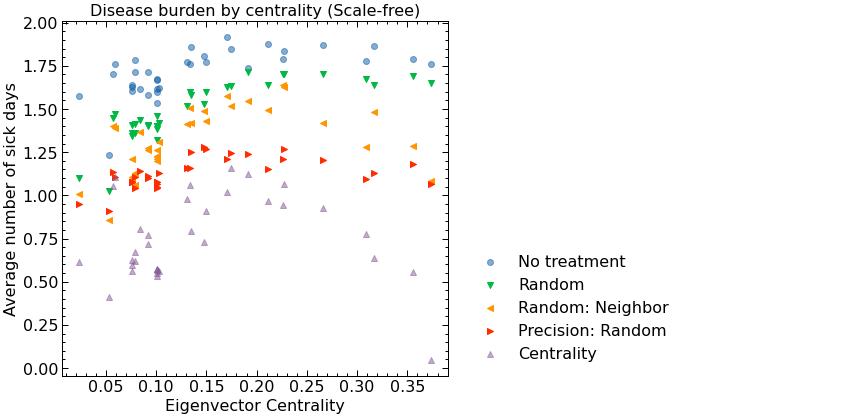 Disease burden by centrality (Scale-free)
2.00
1.75
1.50
1.25
1.00
0.75
0.50
0.25
0.00
Average number of sick days
0.05 0.10 0.15 0.20 0.25 0.30 0.35
Eigenvector Centrality
No treatment
Random
Random: Neighbor
Precision: Random
Centrality